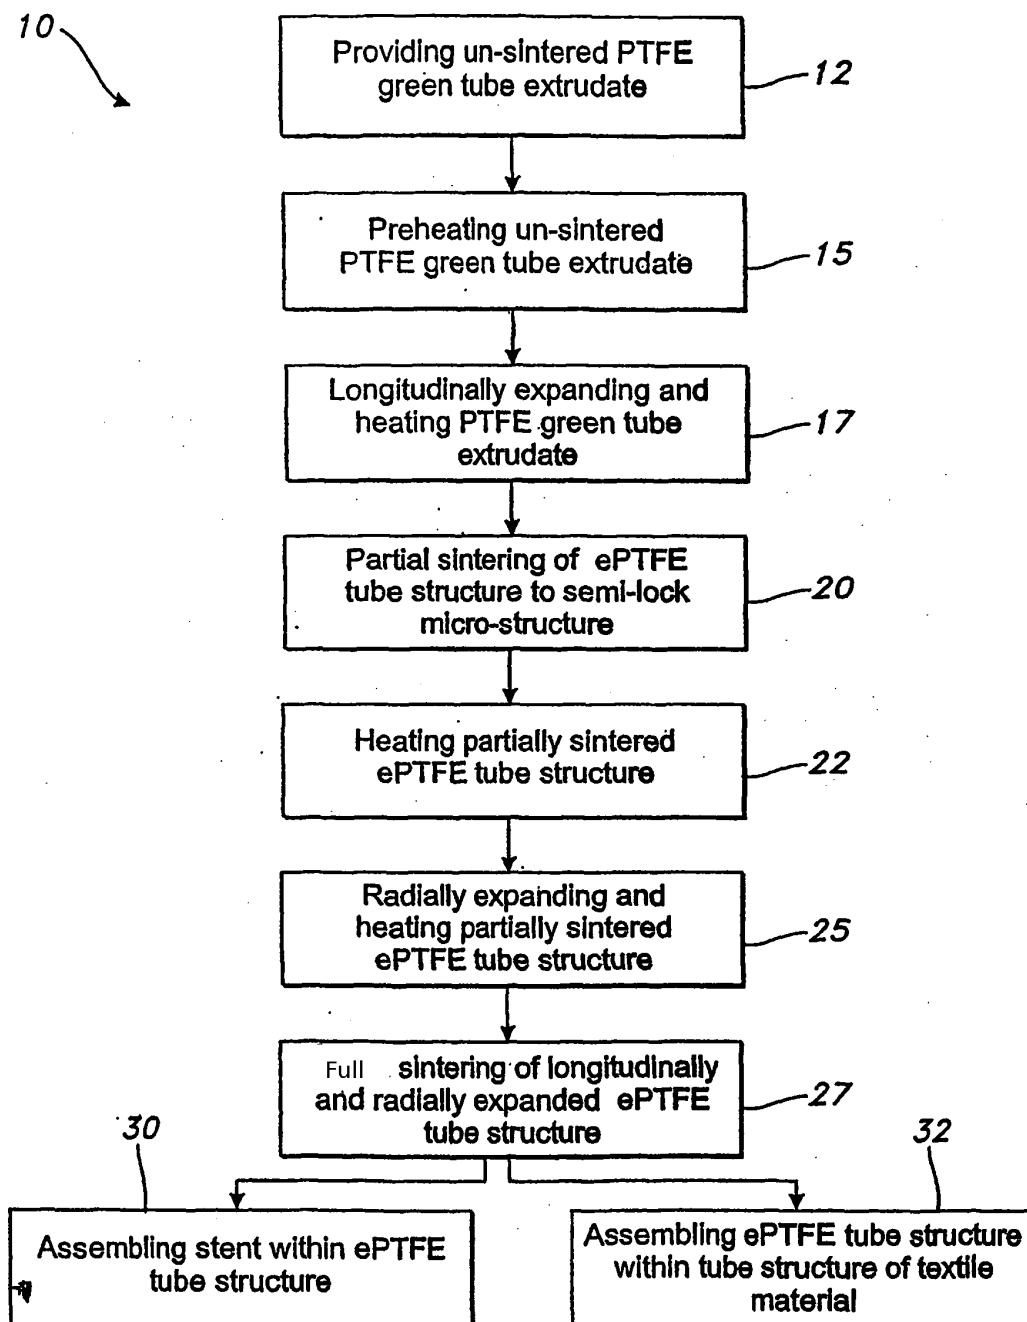 10
Providing un-sintered PTFE
green tube extrudate
12
Preheating un-sintered
PTFE green tube extrudate
15
Longitudinally expanding and
heating PTFE green tube
extrudate
17
Partial sintering of ePTFE
tube structure to semi-lock
micro-structure
20
Heating partially sintered
ePTFE tube structure
22
Radially expanding and
heating partially sintered
ePTFE tube structure
25
Full sintering of longitudinally
and radially expanded ePTFE
tube structure
27
30
Assembling stent within ePTFE
tube structure
32
Assembling ePTFE tube structure
within tube structure of textile
material